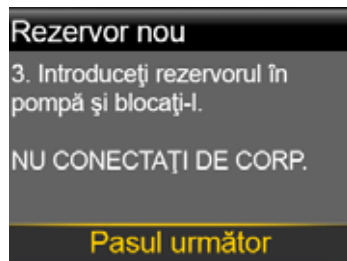 Rezervor nou
3. Introduceţi rezervorul în
pompă şi blocaţi-l.
NU CONECTAŢI DE CORP.
Pasul următor